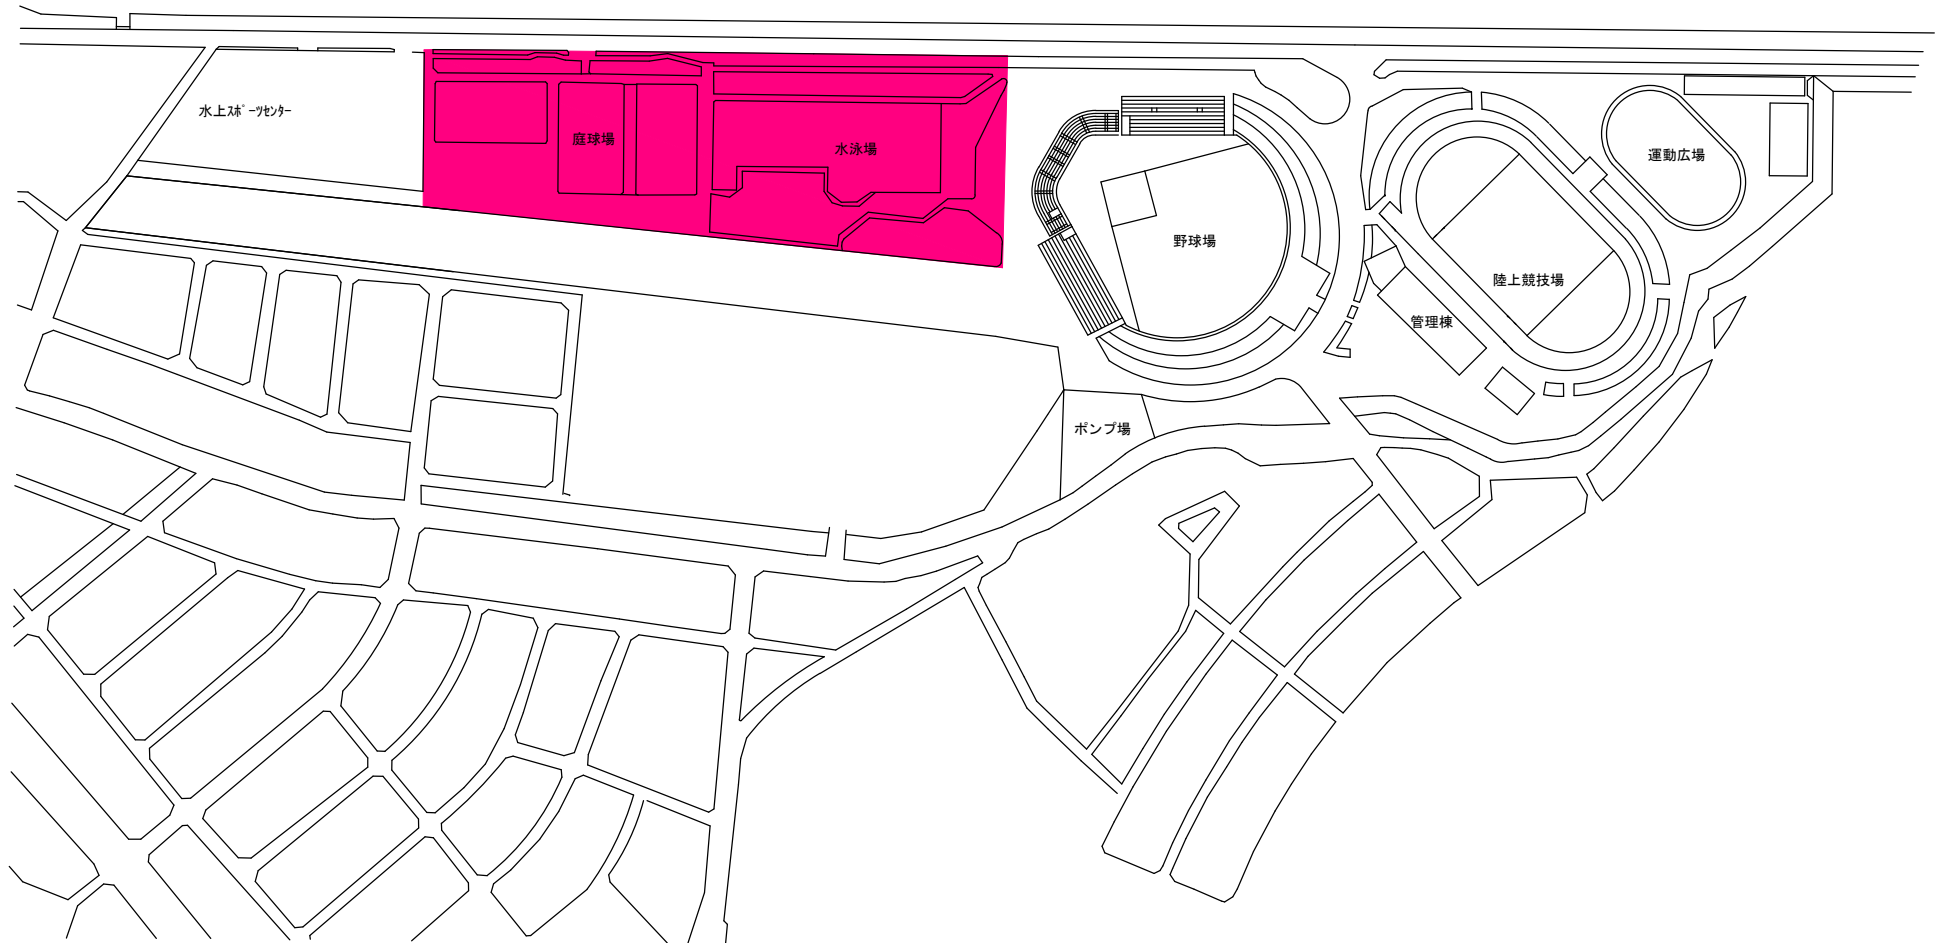 水上ｽﾎﾟｰﾂｾﾝﾀｰ
庭球場
水泳場
運動広場
野球場
陸上競技場
管理棟
ポンプ場